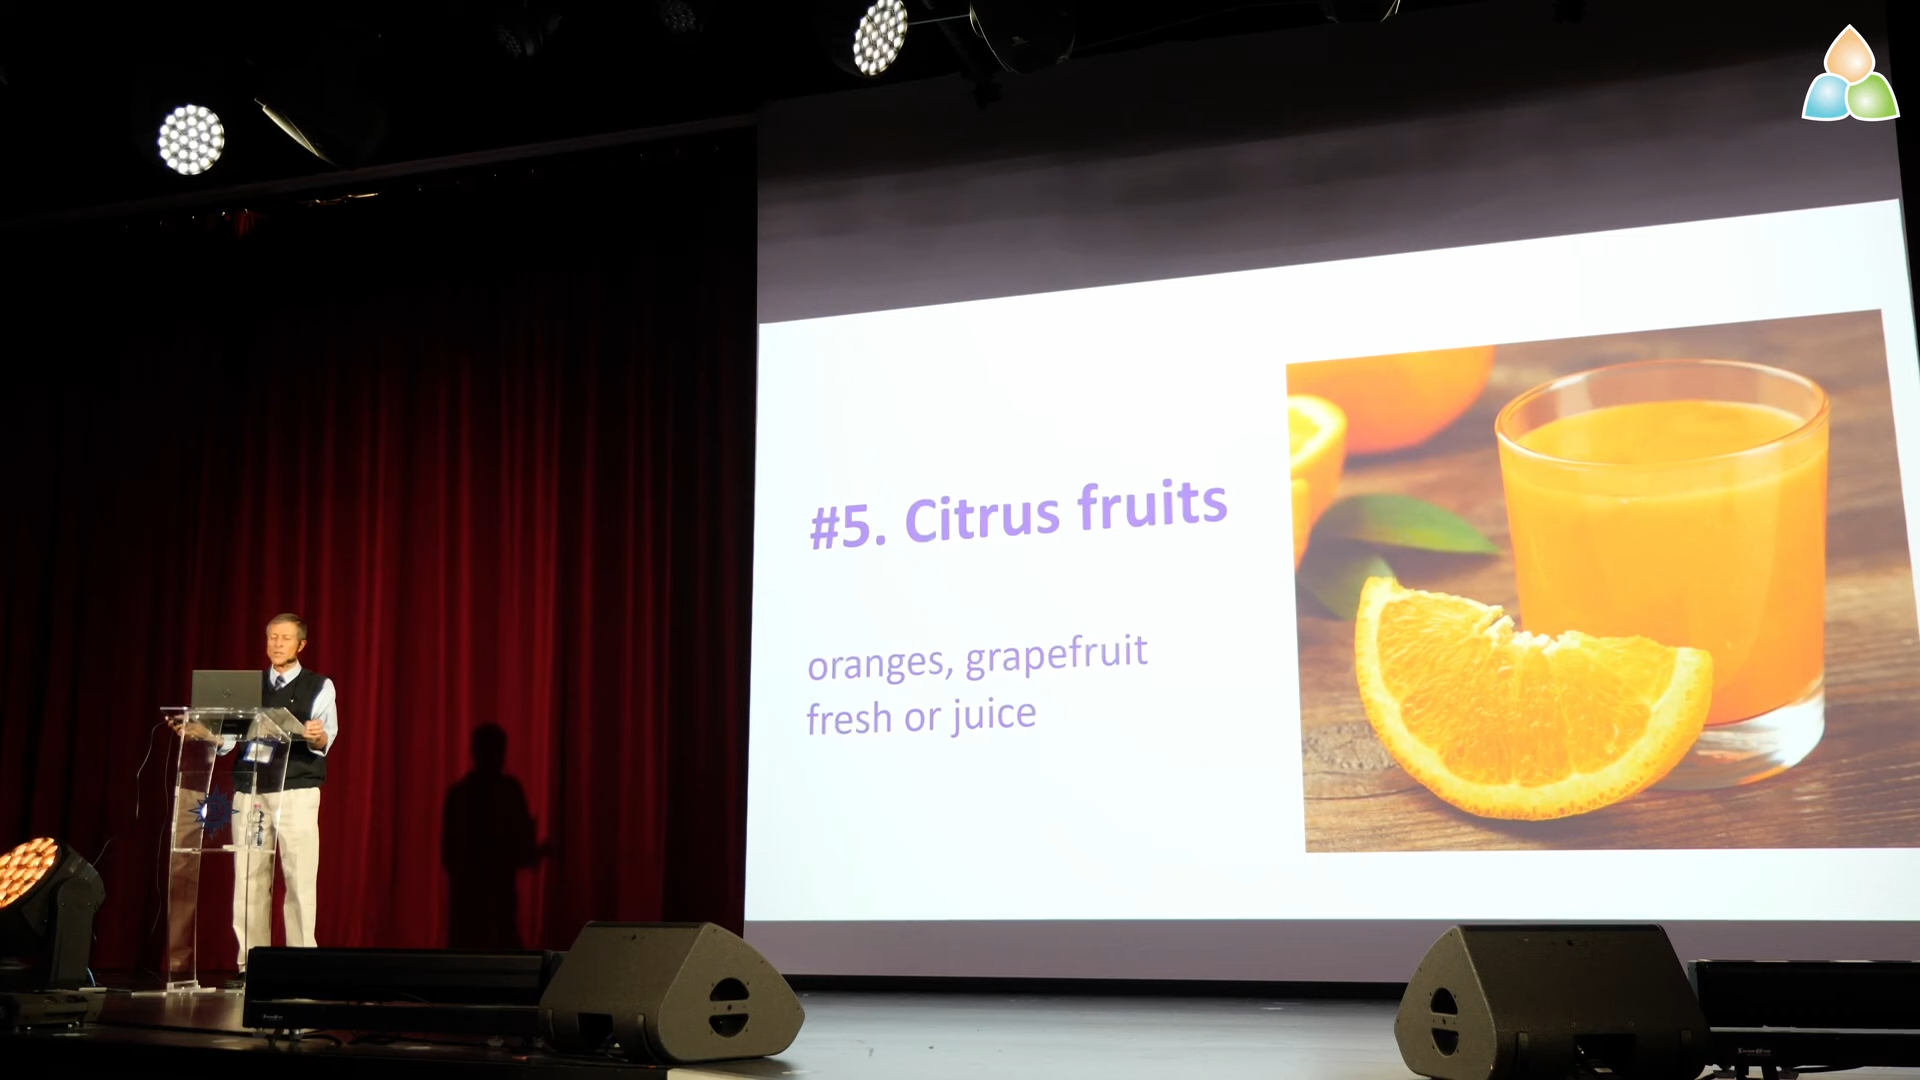 #5. Citrus fruits
oranges, grapefruit
fresh or juice